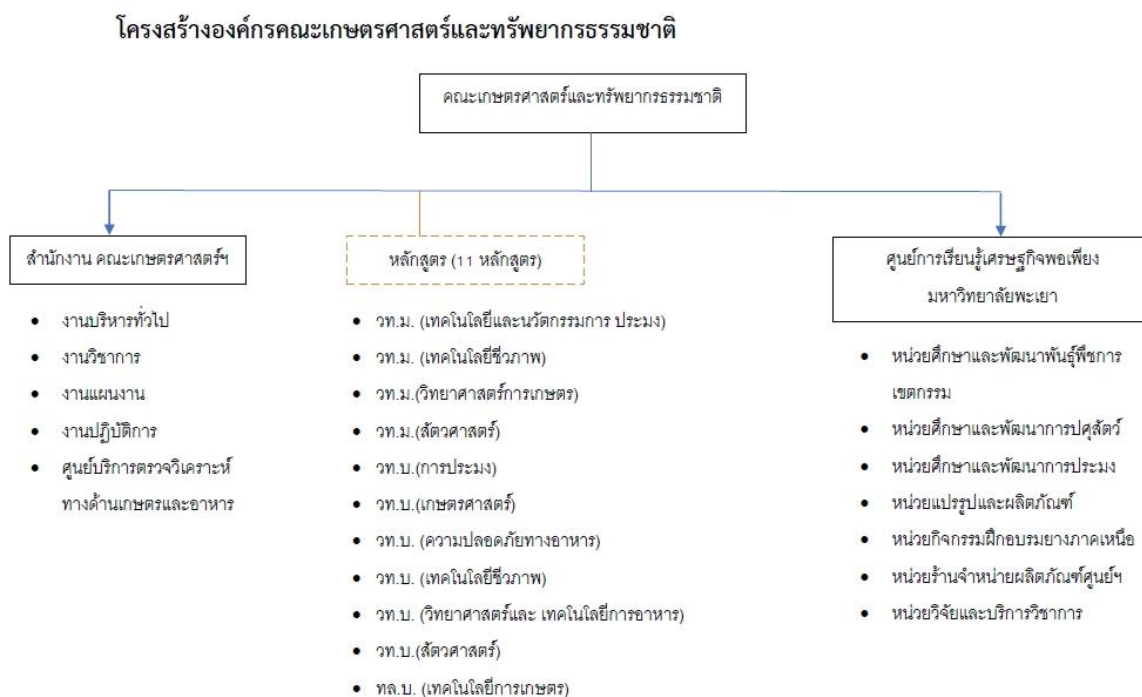 โครงสร้างองค์กรคณะเกษตรศาสตร์และทรัพยากรธรรมชาติ
คณะเกษตรศาสตร์และทรัพยากรธรรมชาติ
สำนักงาน คณะเกษตรศาสตร์ฯ
• งานบริหารทั่วไป
• งานวิชาการ
• งานแผนงาน
• งานปฏิบัติการ
• ศูนย์บริการตรวจวิเคราะห์
ทางด้านเกษตรและอาหาร
หลักสูตร (11 หลักสูตร)
• วท.ม. (เทคโนโลยีและนวัตกรรมการ ประมง)
• วท.ม. (เทคโนโลยีชีวภาพ)
• วท.ม.(วิทยาศาสตร์การเกษตร)
• วท.ม.(สัตวศาสตร์)
• วท.บ.(การประมง)
• วท.บ.(เกษตรศาสตร์)
• วท.บ. (ความปลอดภัยทางอาหาร)
• วท.บ. (เทคโนโลยีชีวภาพ)
• วท.บ. (วิทยาศาสตร์และ เทคโนโลยีการอาหาร)
• วท.บ.(สัตวศาสตร์)
• ทล.บ. (เทคโนโลยีการเกษตร)
ศูนย์การเรียนรู้เศรษฐกิจพอเพียง
มหาวิทยาลัยพะเยา
• หน่วยศึกษาและพัฒนาพันธุ์พืชการ
เขตกรรม
• หน่วยศึกษาและพัฒนาการปศุสัตว์
• หน่วยศึกษาและพัฒนาการประมง
• หน่วยแปรรูปและผลิตภัณฑ์
• หน่วยกิจกรรมฝึกอบรมยางภาคเหนือ
• หน่วยร้านจำหน่ายผลิตภัณฑ์ศูนย์ฯ
• หน่วยวิจัยและบริการวิชาการ